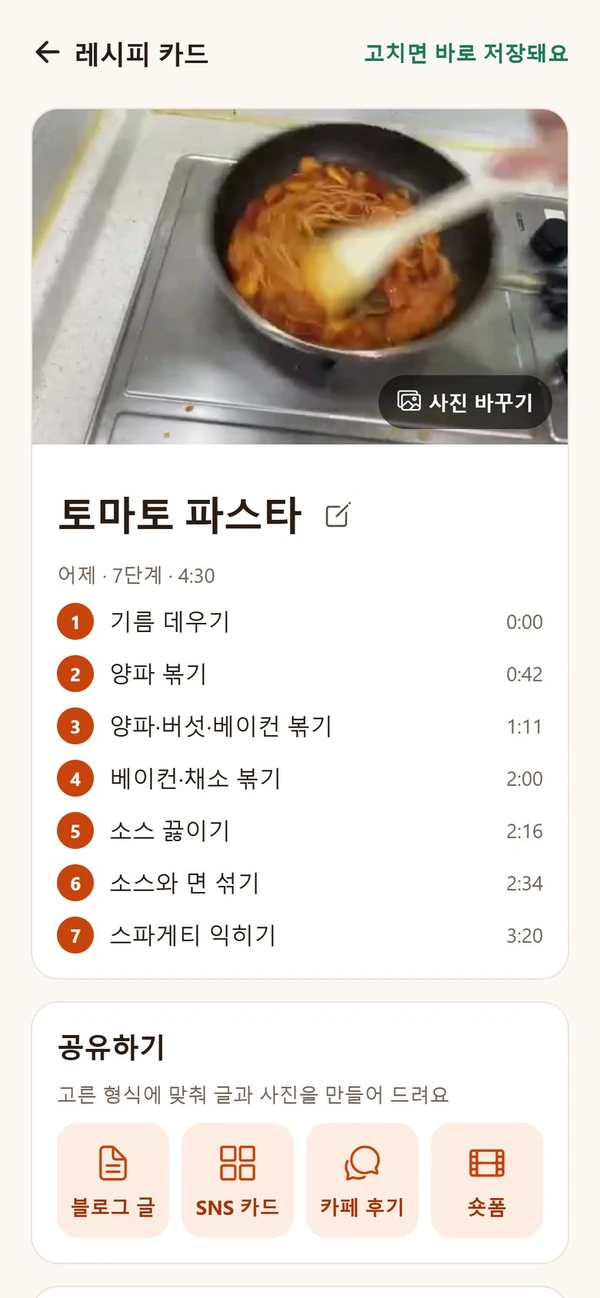 레시피 카드
고치면 바로 저장돼요
사진 바꾸기
토마토 파스타
어제 · 7단계 · 4:30
1 기름 데우기 0:00
2 양파 볶기 0:42
3 양파·버섯·베이컨 볶기 1:11
4 베이컨·채소 볶기 2:00
5 소스 끓이기 2:16
6 소스와 면 섞기 2:34
7 스파게티 익히기 3:20
공유하기
고른 형식에 맞춰 글과 사진을 만들어 드려요
블로그 글
SNS 카드
카페 후기
숏폼